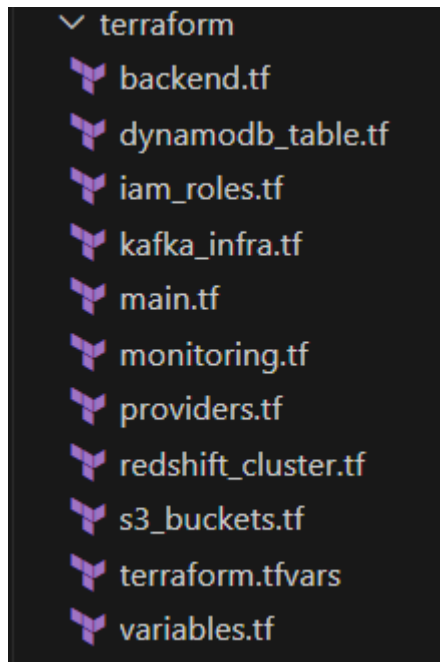 terraform
backend.tf
dynamodb_table.tf
iam_roles.tf
kafka_infra.tf
main.tf
monitoring.tf
providers.tf
redshift_cluster.tf
s3_buckets.tf
terraform.tfvars
variables.tf